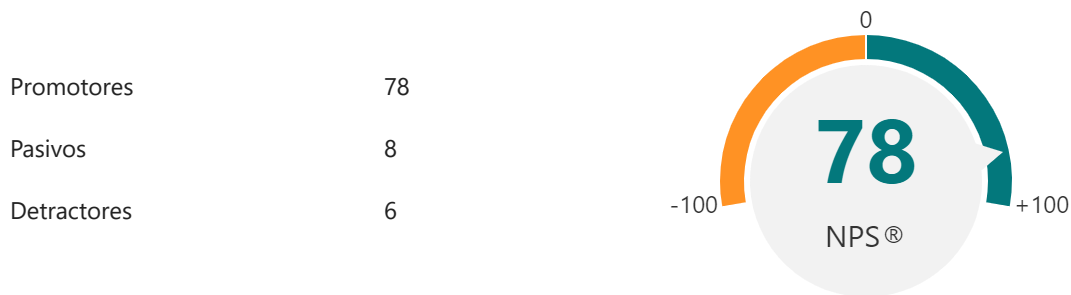 Promotores 78
Pasivos 8
Detractores 6
0
78
-100
+100
NPS®